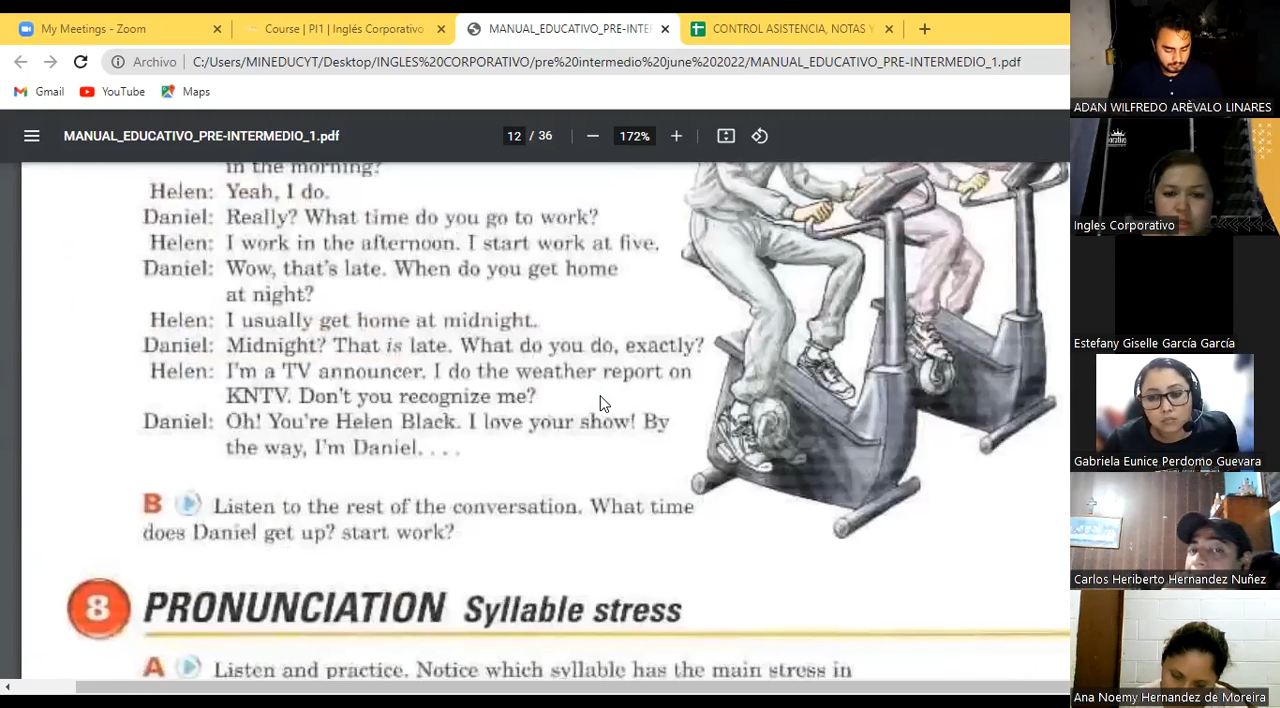 My Meetings - Zoom
Course | PI1 | Inglés Corporativo
MANUAL_EDUCATIVO_PRE-INTER
CONTROL ASISTENCIA, NOTAS Y
Archivo
C:/Users/MINEDUCYT/Desktop/INGLES%20CORPORATIVO/pre%20intermedio%20june%202022/MANUAL_EDUCATIVO_PRE-INTERMEDIO_1.pdf
Gmail
YouTube
Maps
MANUAL_EDUCATIVO_PRE-INTERMEDIO_1.pdf
12 / 36
172%
in the morning?
Helen: Yeah, I do.
Daniel: Really? What time do you go to work?
Helen: I work in the afternoon. I start work at five.
Daniel: Wow, that's late. When do you get home
at night?
Helen: I usually get home at midnight.
Daniel: Midnight? That is late. What do you do, exactly?
Helen: I'm a TV announcer. I do the weather report on
KNTV. Don't you recognize me?
Daniel: Oh! You're Helen Black. I love your show! By
the way, I'm Daniel. . . .
B Listen to the rest of the conversation. What time
does Daniel get up? start work?
8 PRONUNCIATION Syllable stress
A Listen and practice. Notice which syllable has the main stress in
ADAN WILFREDO ARÈVALO LINARES
Ingles Corporativo
Estefany Giselle García García
Gabriela Eunice Perdomo Guevara
Carlos Heriberto Hernandez Nuñez
Ana Noemy Hernandez de Moreira